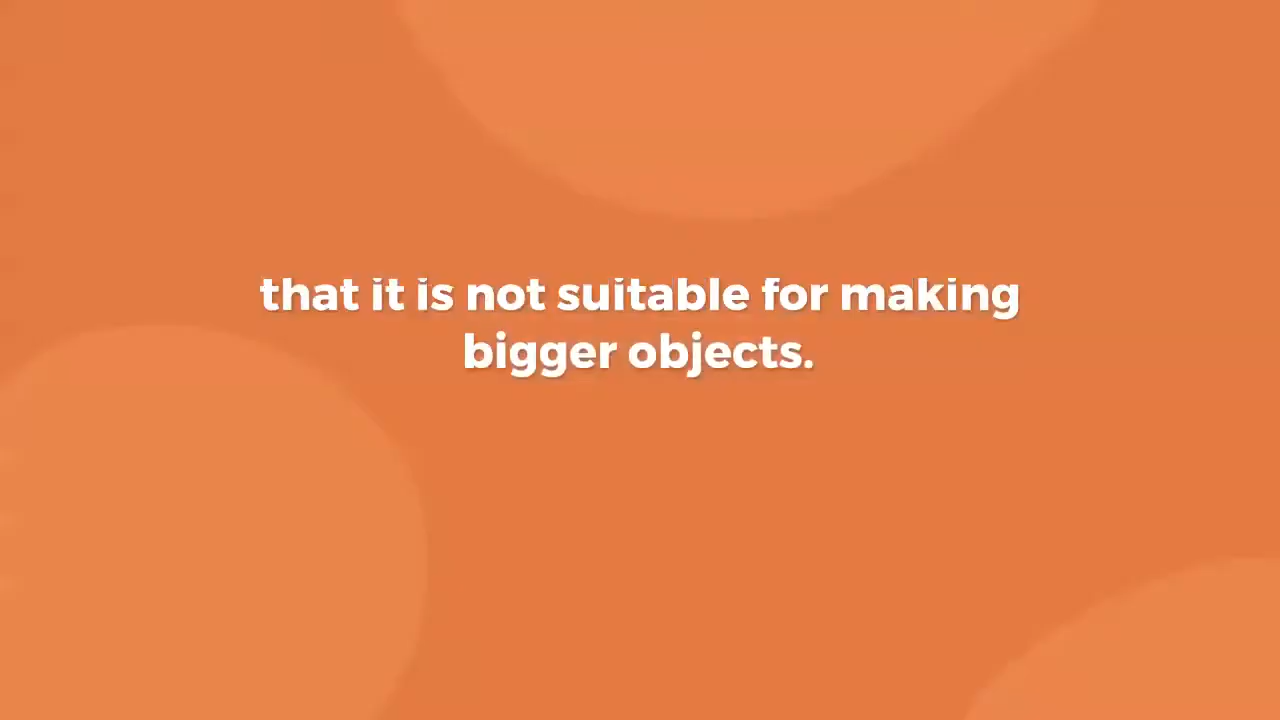 that it is not suitable for making
bigger objects.